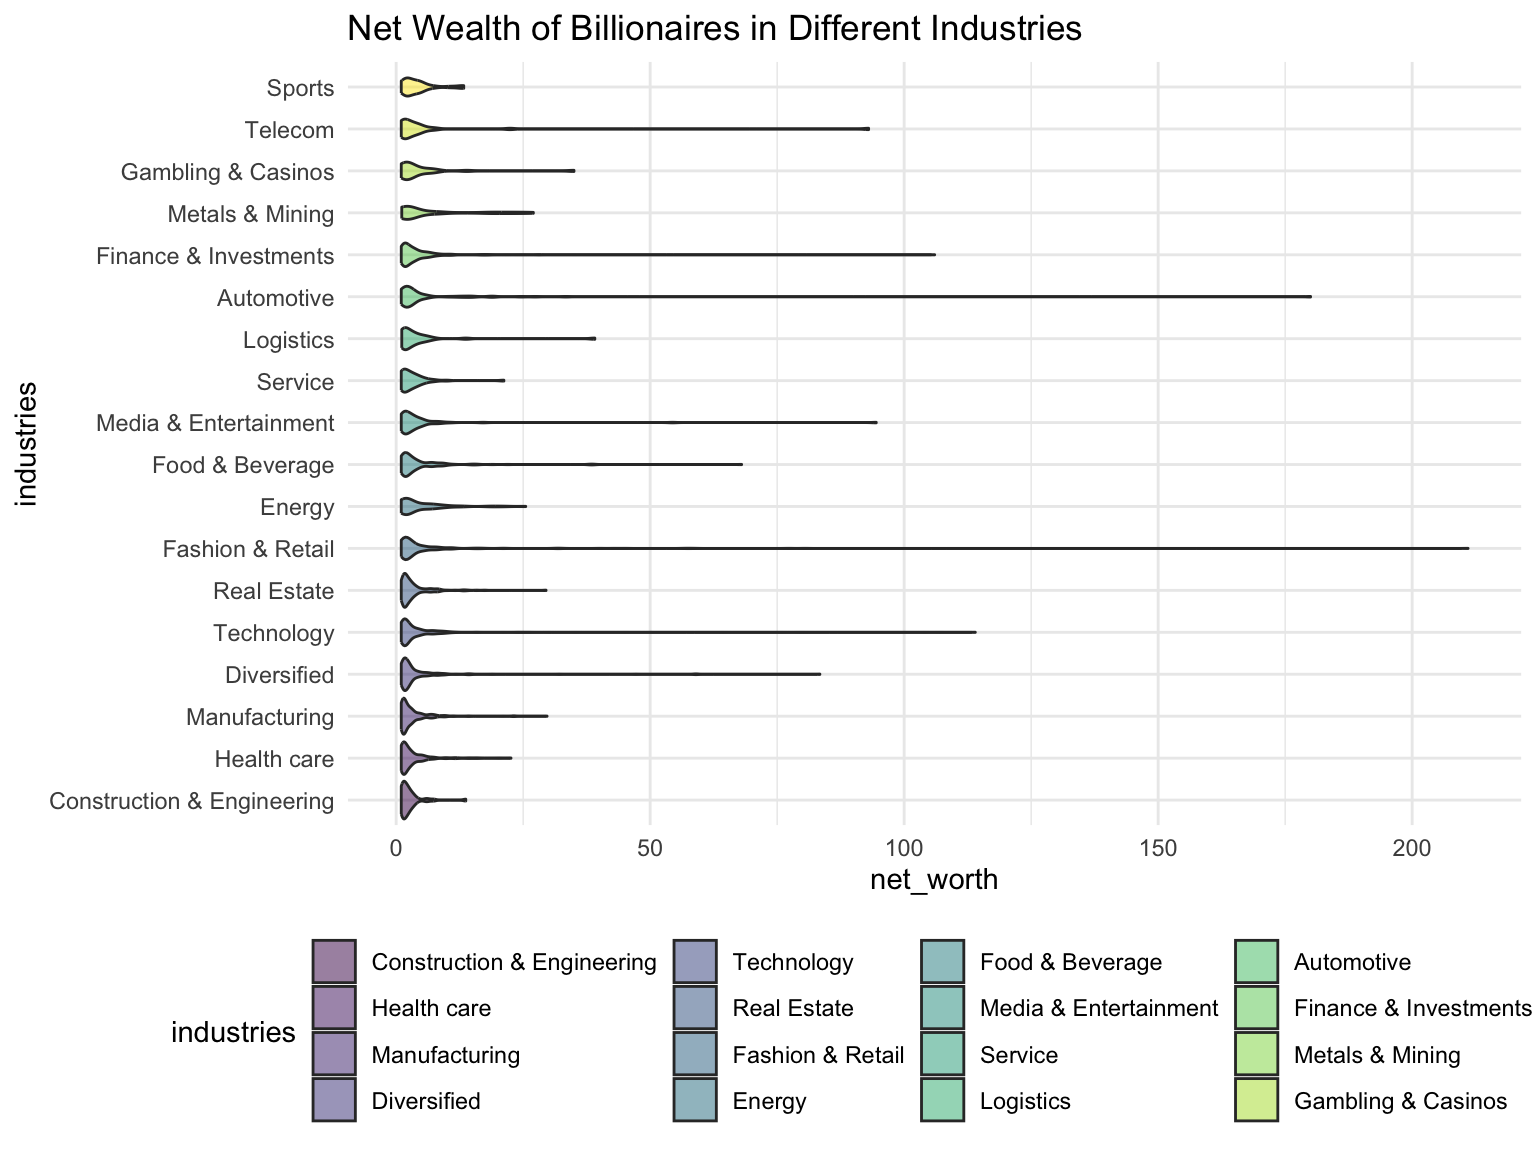 Net Wealth of Billionaires in Different Industries
industries
Sports
Telecom
Gambling & Casinos
Metals & Mining
Finance & Investments
Automotive
Logistics
Service
Media & Entertainment
Food & Beverage
Energy
Fashion & Retail
Real Estate
Technology
Diversified
Manufacturing
Health care
Construction & Engineering
0 50 100 150 200
net_worth
industries
Construction & Engineering
Health care
Manufacturing
Diversified
Technology
Real Estate
Fashion & Retail
Energy
Food & Beverage
Media & Entertainment
Service
Logistics
Automotive
Finance & Investments
Metals & Mining
Gambling & Casinos